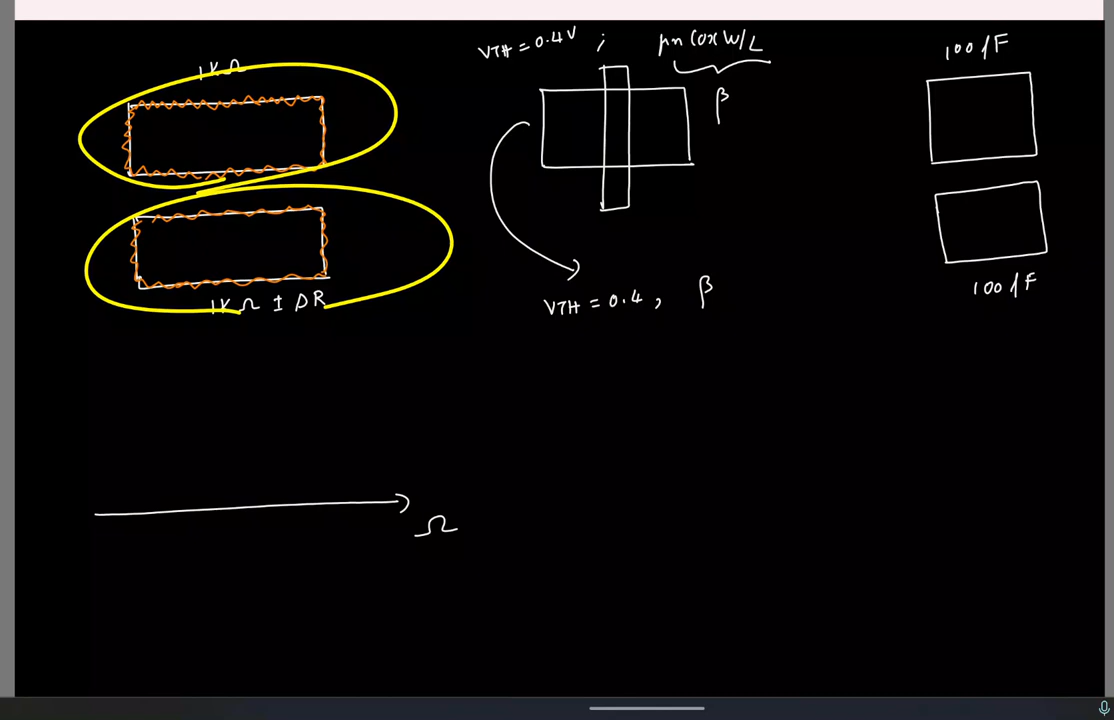 1KΩ
1KΩ ± ΔR
VTH = 0.4V ; μn Cox W/L
β
VTH = 0.4, β
100fF
100fF
Ω